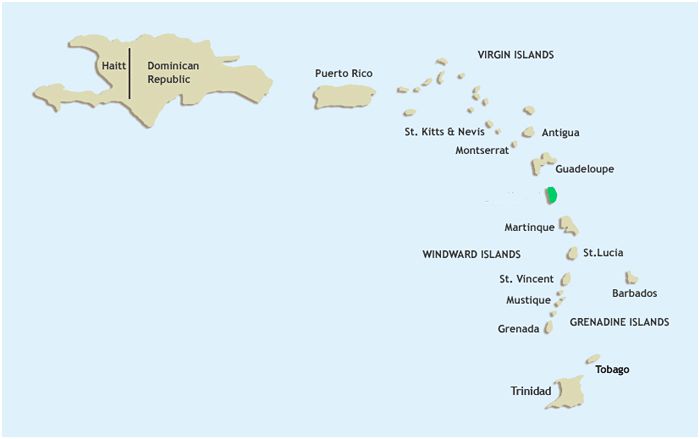 VIRGIN ISLANDS
Haitt
Dominican
Republic
Puerto Rico
St. Kitts & Nevis
Antigua
Montserrat
Guadeloupe
Martinque
WINDWARD ISLANDS
St.Lucia
St. Vincent
Barbados
Mustique
GRENADINE ISLANDS
Grenada
Tobago
Trinidad